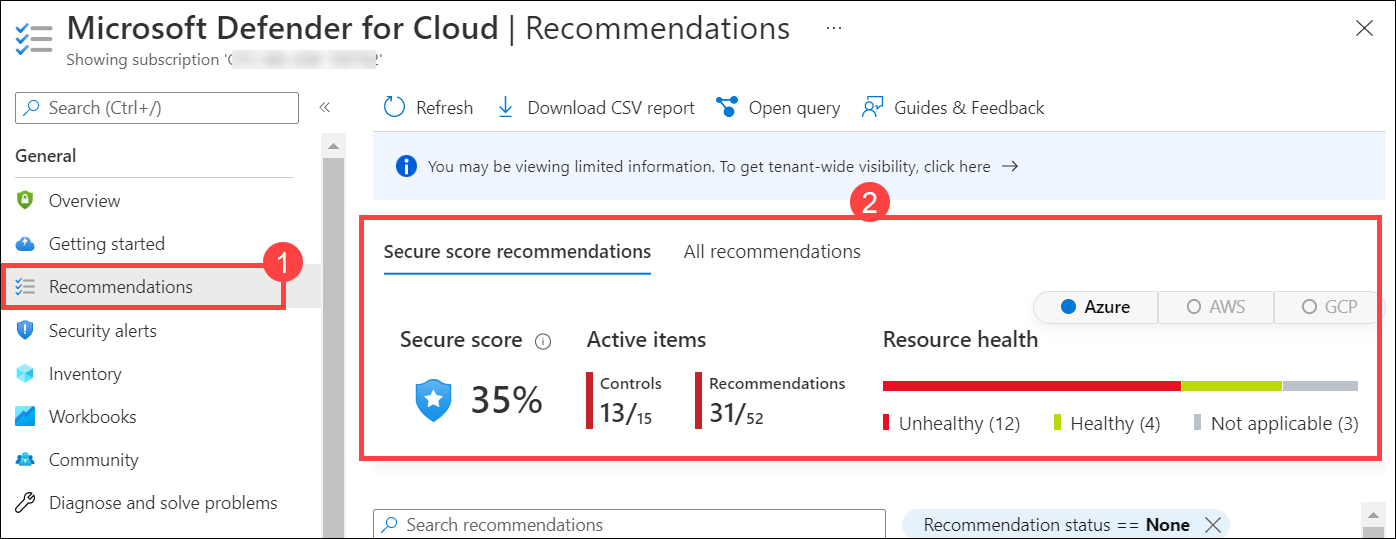 Microsoft Defender for Cloud | Recommendations ...
Showing subscription '
Search (Ctrl+/) «
Refresh Download CSV report Open query Guides & Feedback
General
You may be viewing limited information. To get tenant-wide visibility, click here →
Overview
2
Getting started
Secure score recommendations All recommendations
1
Recommendations
Azure AWS GCP
Security alerts
Secure score Active items Resource health
Inventory
35%
Controls
13/15
Recommendations
31/52
Unhealthy (12) Healthy (4) Not applicable (3)
Workbooks
Community
Diagnose and solve problems
Search recommendations
Recommendation status == None